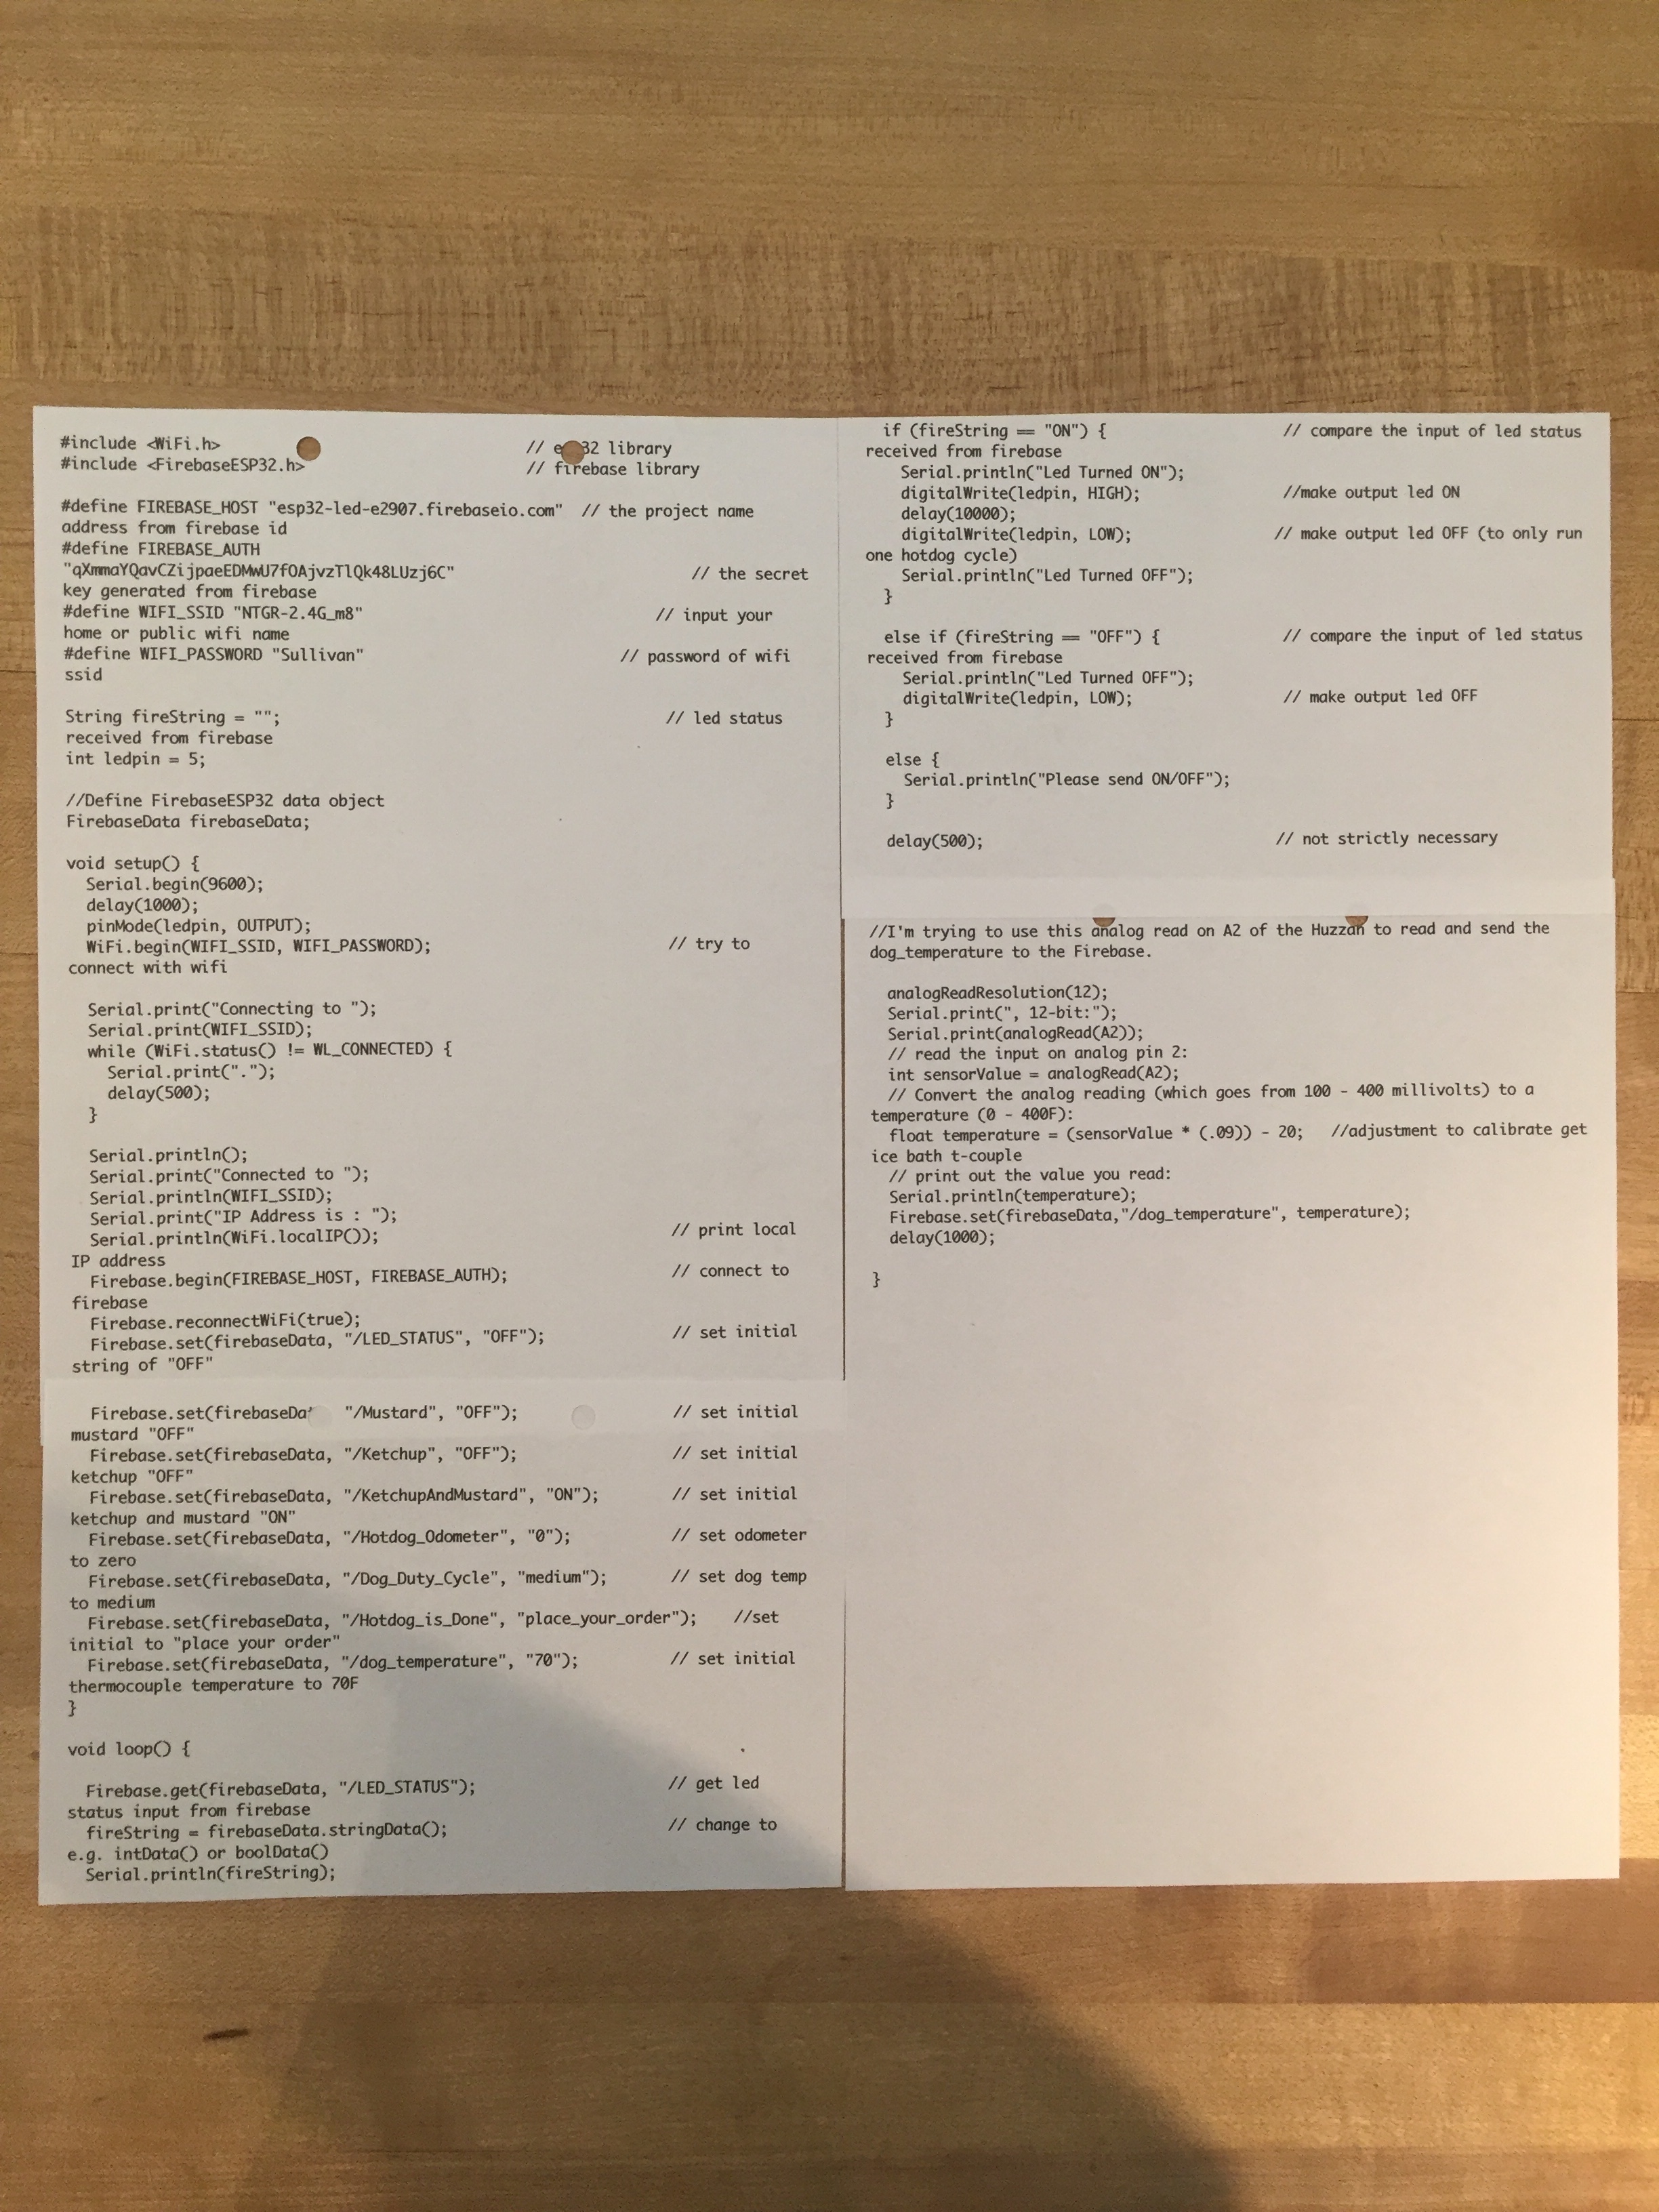 #include <WiFi.h> // e 32 library
#include <FirebaseESP32.h> // firebase library
#define FIREBASE_HOST "esp32-led-e2907.firebaseio.com" // the project name
address from firebase id
#define FIREBASE_AUTH
"qXmmaYQavCZijpaeEDMwU7fOAjvzTlQk48LUzj6C" // the secret
key generated from firebase
#define WIFI_SSID "NTGR-2.4G_m8" // input your
home or public wifi name
#define WIFI_PASSWORD "Sullivan" // password of wifi
ssid
String fireString = ""; // led status
received from firebase
int ledpin = 5;
//Define FirebaseESP32 data object
FirebaseData firebaseData;
void setup() {
Serial.begin(9600);
delay(1000);
pinMode(ledpin, OUTPUT);
WiFi.begin(WIFI_SSID, WIFI_PASSWORD); // try to
connect with wifi
Serial.print("Connecting to ");
Serial.print(WIFI_SSID);
while (WiFi.status() != WL_CONNECTED) {
Serial.print(".");
delay(500);
}
Serial.println();
Serial.print("Connected to ");
Serial.println(WIFI_SSID);
Serial.print("IP Address is : ");
Serial.println(WiFi.localIP()); // print local
IP address
Firebase.begin(FIREBASE_HOST, FIREBASE_AUTH); // connect to
firebase
Firebase.reconnectWiFi(true);
Firebase.set(firebaseData, "/LED_STATUS", "OFF"); // set initial
string of "OFF"
Firebase.set(firebaseDa "/Mustard", "OFF"); // set initial
mustard "OFF"
Firebase.set(firebaseData, "/Ketchup", "OFF"); // set initial
ketchup "OFF"
Firebase.set(firebaseData, "/KetchupAndMustard", "ON"); // set initial
ketchup and mustard "ON"
Firebase.set(firebaseData, "/Hotdog_Odometer", "0"); // set odometer
to zero
Firebase.set(firebaseData, "/Dog_Duty_Cycle", "medium"); // set dog temp
to medium
Firebase.set(firebaseData, "/Hotdog_is_Done", "place_your_order"); //set
initial to "place your order"
Firebase.set(firebaseData, "/dog_temperature", "70"); // set initial
thermocouple temperature to 70F
}
void loop() {
Firebase.get(firebaseData, "/LED_STATUS"); // get led
status input from firebase
fireString = firebaseData.stringData(); // change to
e.g. intData() or boolData()
Serial.println(fireString);
if (fireString == "ON") { // compare the input of led status
received from firebase
Serial.println("Led Turned ON");
digitalWrite(ledpin, HIGH); //make output led ON
delay(10000);
digitalWrite(ledpin, LOW); // make output led OFF (to only run
one hotdog cycle)
Serial.println("Led Turned OFF");
}
else if (fireString == "OFF") { // compare the input of led status
received from firebase
Serial.println("Led Turned OFF");
digitalWrite(ledpin, LOW); // make output led OFF
}
else {
Serial.println("Please send ON/OFF");
}
delay(500); // not strictly necessary
//I'm trying to use this analog read on A2 of the Huzzah to read and send the
dog_temperature to the Firebase.
analogReadResolution(12);
Serial.print(", 12-bit:");
Serial.print(analogRead(A2));
// read the input on analog pin 2:
int sensorValue = analogRead(A2);
// Convert the analog reading (which goes from 100 - 400 millivolts) to a
temperature (0 - 400F):
float temperature = (sensorValue * (.09)) - 20; //adjustment to calibrate get
ice bath t-couple
// print out the value you read:
Serial.println(temperature);
Firebase.set(firebaseData,"/dog_temperature", temperature);
delay(1000);
}